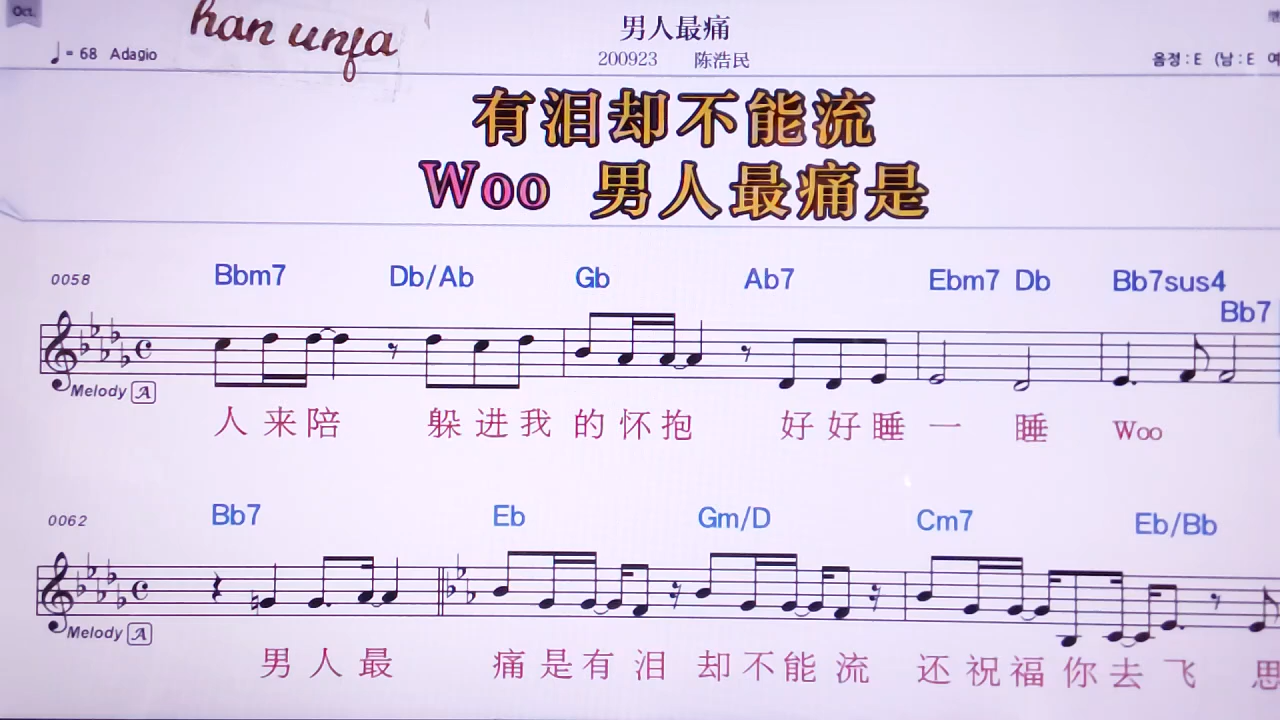 Oct.
han unfa
男人最痛
♩= 68 Adagio
200923 陈浩民
음정 : E (남 : E 여
有泪却不能流
Woo 男人最痛是
0058 Bbm7 Db/Ab Gb Ab7 Ebm7 Db Bb7sus4
Bb7
Melody A
人来陪 躲进我的怀抱 好好睡一 睡 Woo
0062 Bb7 Eb Gm/D Cm7 Eb/Bb
Melody A
男人最 痛是有泪 却不能流 还祝福你去飞 思